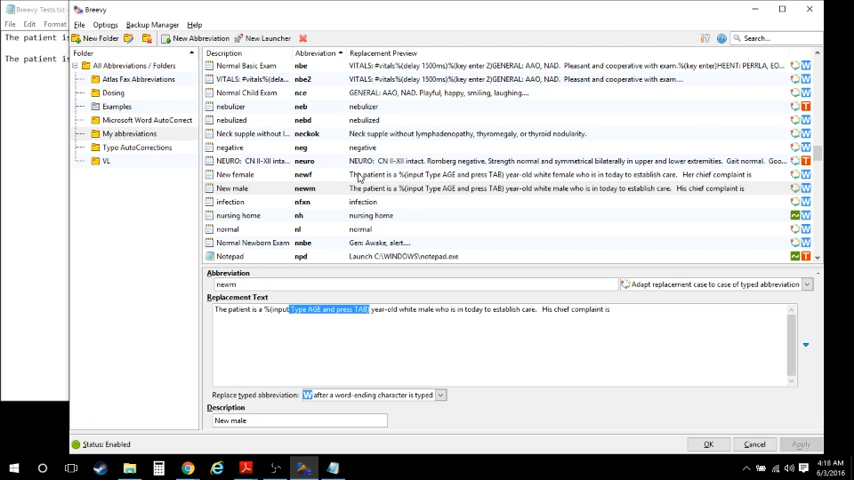 Breevy Tests.txt
Breevy
File Edit Format
File Options Backup Manager Help
New Folder New Abbreviation New Launcher Search...
The patient is
The patient is
Folder
All Abbreviations / Folders
Atlas Fax Abbreviations
Dosing
Examples
Microsoft Word AutoCorrect
My abbreviations
Typo AutoCorrections
VL
Description Abbreviation Replacement Preview
Normal Basic Exam nbe VITALS: #vitals%(delay 1500ms)%(key enter 2)GENERAL: AAO, NAD. Pleasant and cooperative with exam.%(key enter)HEENT: PERRLA, EO
VITALS: #vitals%(d... nbe2 VITALS: #vitals%(delay 1500ms)%(key enter 2)GENERAL: AAO, NAD. Pleasant and cooperative with exam....
Normal Child Exam nce GENERAL: AAO, NAD. Playful, happy, smiling, laughing....
nebulizer neb nebulizer
nebulized nebd nebulized
Neck supple without l... neckok Neck supple without lymphadenopathy, thyromegaly, or thyroid nodularity.
negative neg negative
NEURO: CN II-XII inta... neuro NEURO: CN II-XII intact. Romberg negative. Strength normal and symmetrical bilaterally in upper and lower extremities. Gait normal. Goo...
New female newf The patient is a %(input Type AGE and press TAB) year-old white female who is in today to establish care. Her chief complaint is
New male newm The patient is a %(input Type AGE and press TAB) year-old white male who is in today to establish care. His chief complaint is
infection nfxn infection
nursing home nh nursing home
normal nl normal
Normal Newborn Exam nnbe Gen: Awake, alert....
Notepad npd Launch C:\WINDOWS\notepad.exe
Abbreviation
newm Adapt replacement case to case of typed abbreviation
Replacement Text
The patient is a %(input Type AGE and press TAB) year-old white male who is in today to establish care. His chief complaint is
Replace typed abbreviation: W after a word-ending character is typed
Description
New male
Status: Enabled OK Cancel Apply
4:18 AM
6/3/2016